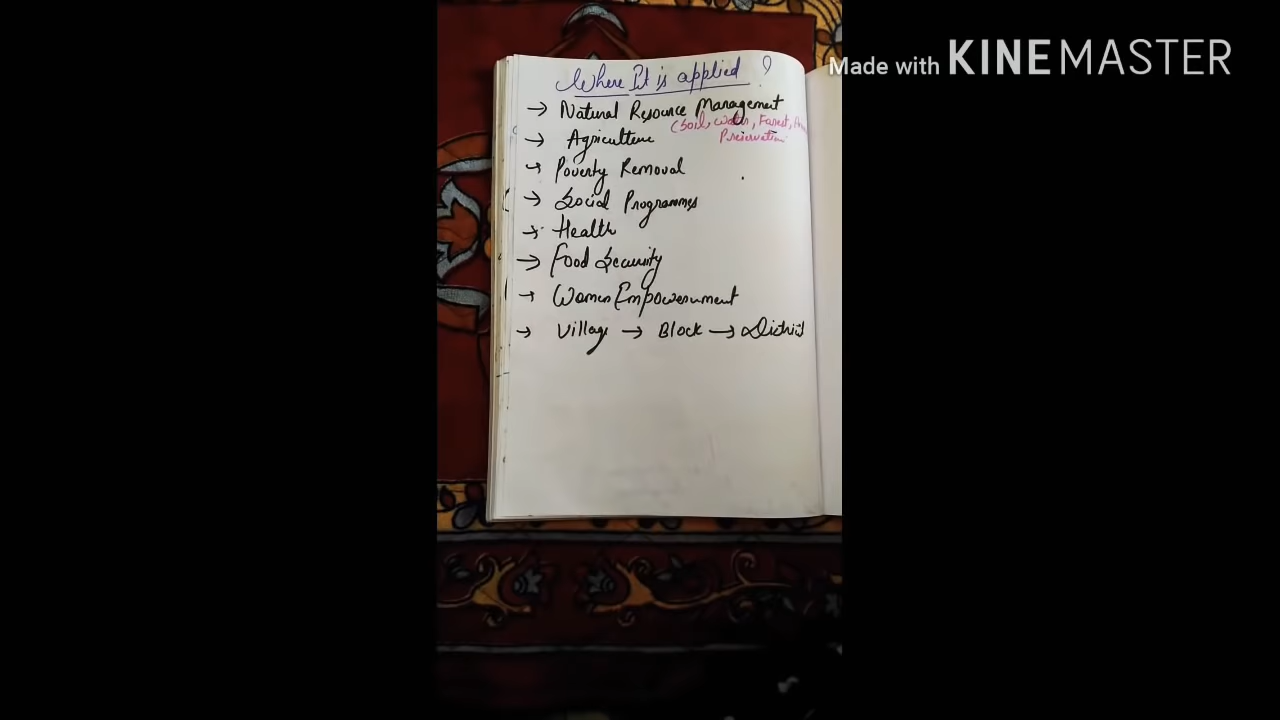 Made with KINEMASTER
Where It is applied ?
→ Natural Resource Management
(Soil, Water, Forest,
Preservation
→ Agriculture
→ Poverty Removal
→ Social Programmes
→ Health
→ Food Security
→ Women Empowerment
→ Village → Block → District